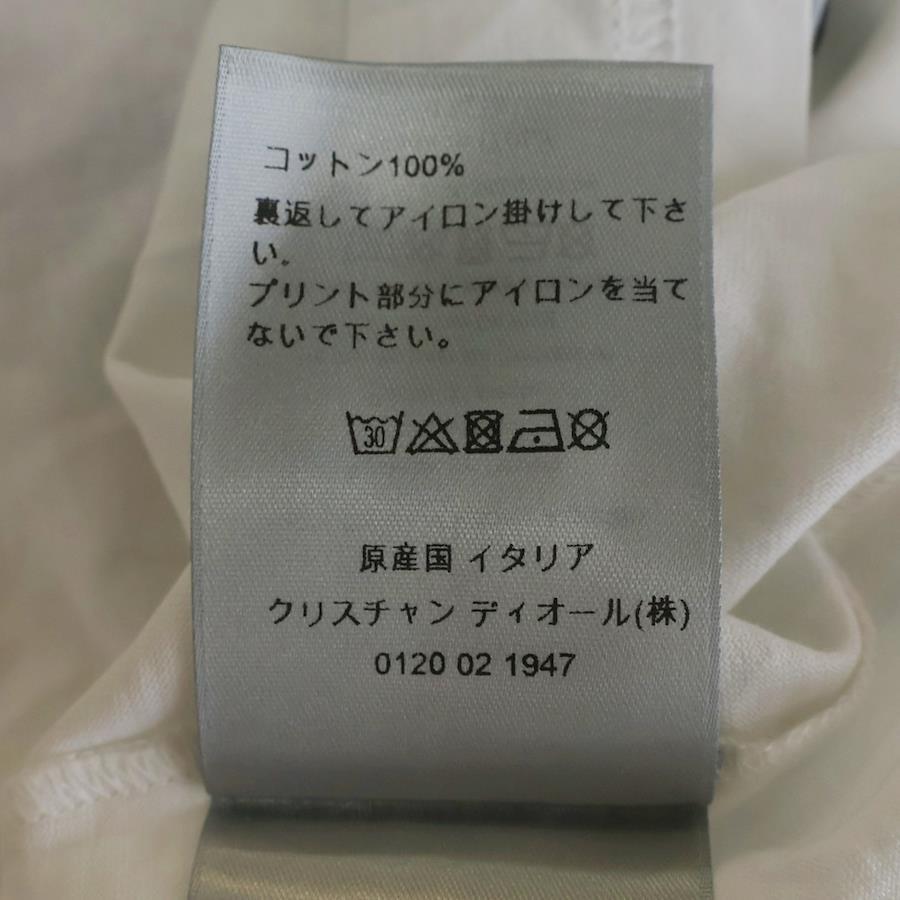 コットン100%
裏返してアイロン掛けして下さ
い。
プリント部分にアイロンを当て
ないで下さい。
30
原産国 イタリア
クリスチャン ディオール(株)
0120 02 1947